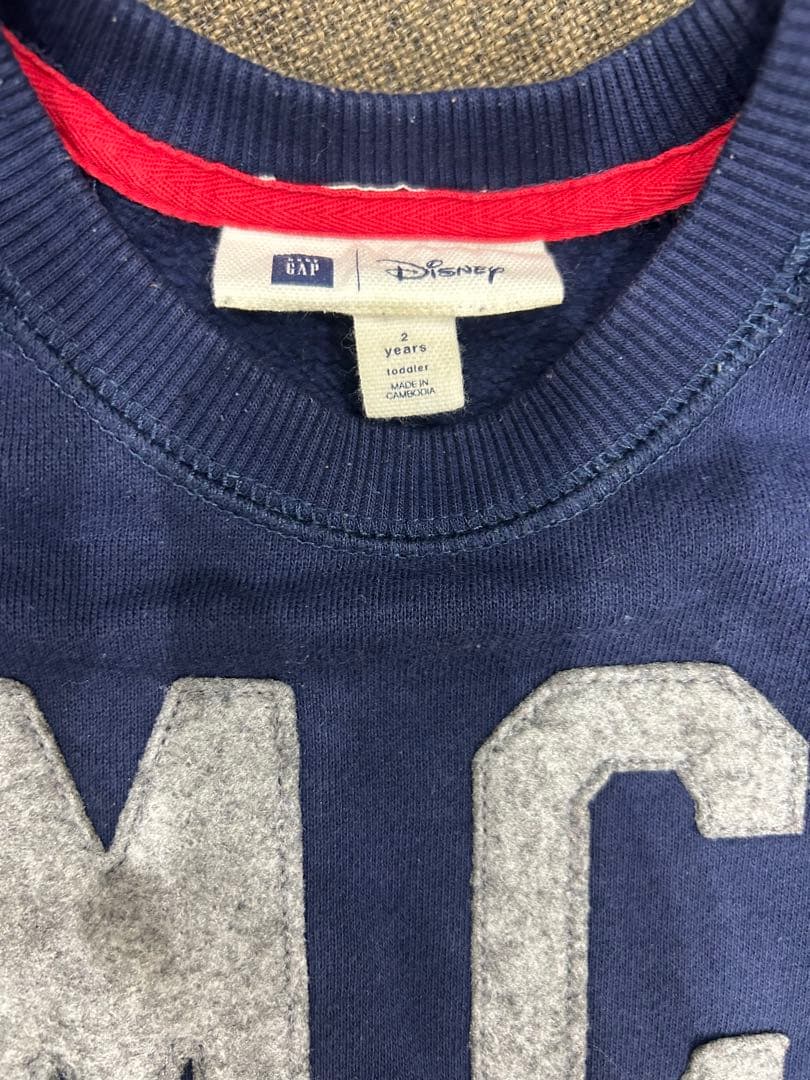 GAP | Disney
2
years
toddler
MADE IN
CAMBODIA
MC